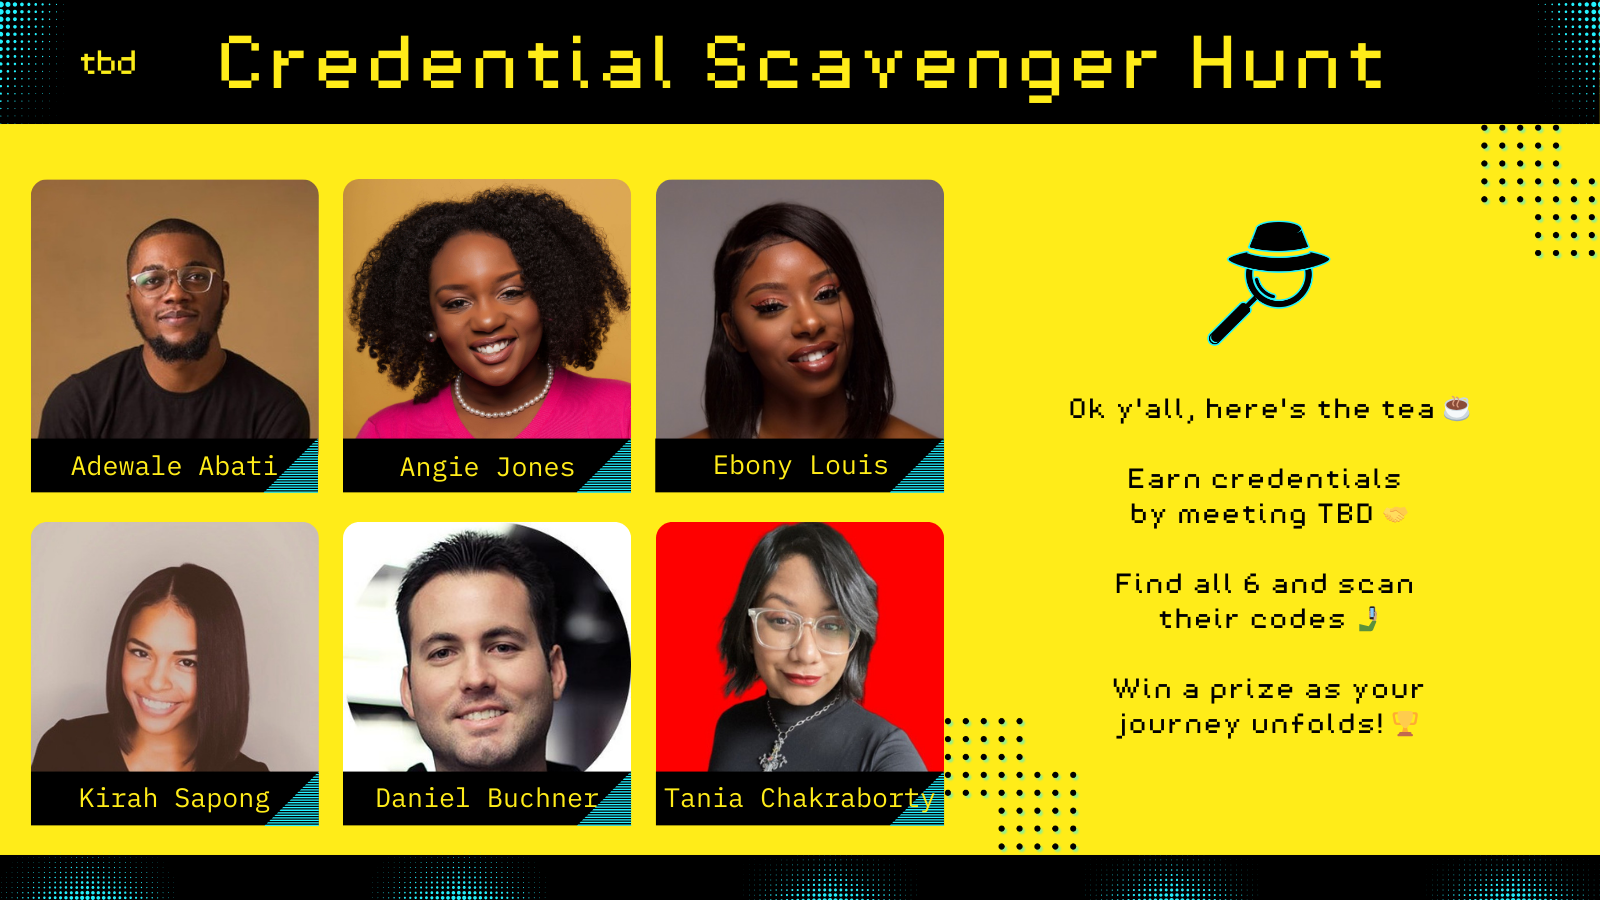 tbd
Credential Scavenger Hunt
Adewale Abati
Angie Jones
Ebony Louis
Kirah Sapong
Daniel Buchner
Tania Chakraborty
Ok y'all, here's the tea ☕
Earn credentials
by meeting TBD 🤝
Find all 6 and scan
their codes 🤳
Win a prize as your
journey unfolds! 🏆